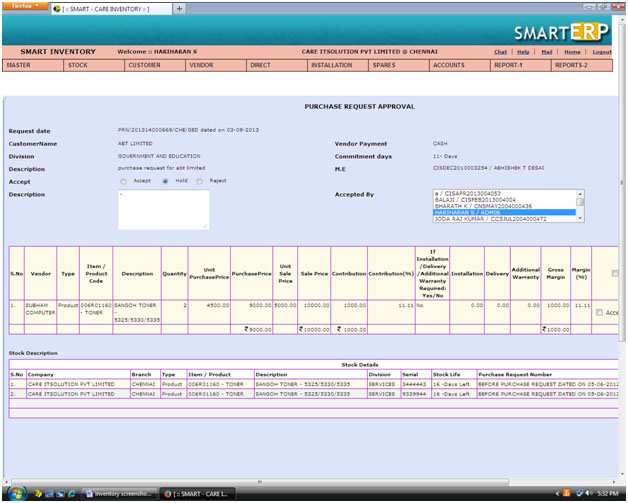 firefox
[ :: SMART - CARE INVENTORY :: ]
SMARTERP
SMART INVENTORY Welcome :: HARIHARAN S CARE ITSOLUTION PVT LIMITED @ CHENNAI Chat | Help | Mail | Home | Logout
MASTER STOCK CUSTOMER VENDOR DIRECT INSTALLATION SPARES ACCOUNTS REPORT-1 REPORTS-2
PURCHASE REQUEST APPROVAL
Request date PRN/201314000669/CHE/GED dated on 03-09-2013
CustomerName ABT LIMITED Vendor Payment CASH
Division GOVERNMENT AND EDUCATION Commitment days 11- Days
Description purchase request for abt limited M.E CISDEC2010003254 / ABHISHEK T DESAI
Accept Accept Hold Reject
Description - Accepted By
a / CISAPR2013004053
BALAJI / CISFEB2013004004
BHARATH K / CNSMAY2004000436
HARIHARAN S / ADMIN
JODA RAJ KUMAR / CCSJUL2004000472
S.No Vendor Type Item / Product Code Description Quantity Unit PurchasePrice PurchasePrice Unit Sale Price Sale Price Contribution Contribution(%) If Installation /Delivery /Additional Warranty Required: Yes/No Installation Delivery Additional Warranty Gross Margin Margin (%)
1. SUBHAM COMPUTER Product 006R01160 - TONER SANGOH TONER - 5325/5330/5335 2 4500.00 9000.00 5000.00 10000.00 1000.00 11.11 No 0.00 0.00 0.00 1000.00 11.11 Acce
₹9000.00 ₹10000.00 ₹ 1000.00 ₹1000.00
Stock Description
Stock Details
S.No Company Branch Type Item / Product Description Division Serial Stock Life Purchase Request Number
1. CARE ITSOLUTION PVT LIMITED CHENNAI Product 006R01160 - TONER SANGOH TONER - 5325/5330/5335 SERVICES 3444443 16 -Days Left BEFORE PURCHASE REQUEST DATED ON 05-06-2012
2. CARE ITSOLUTION PVT LIMITED CHENNAI Product 006R01160 - TONER SANGOH TONER - 5325/5330/5335 SERVICES 9339944 16 -Days Left BEFORE PURCHASE REQUEST DATED ON 05-06-2012
inventory screensho... [ :: SMART - CARE I... 5:32 PM